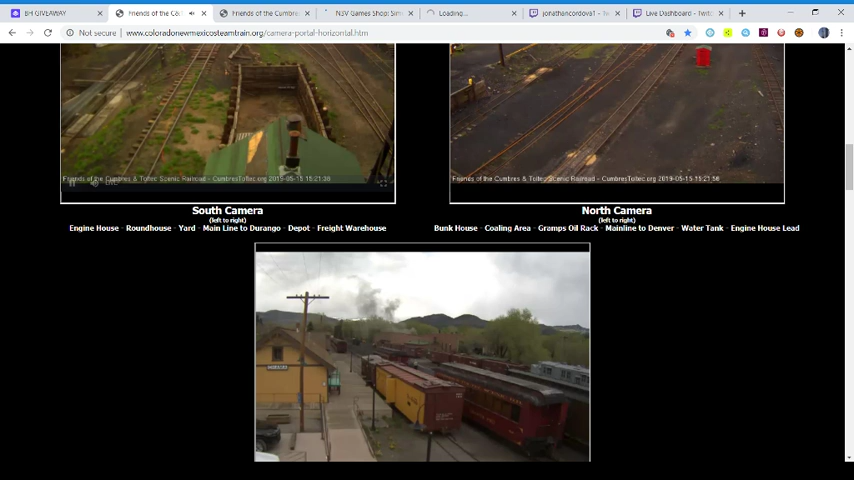 BH GIVEAWAY
Friends of the C&
Friends of the Cumbre
N3V Games Shop: Sim
Loading...
jonathancordova1 - Twit
Live Dashboard - Twitc
Not secure
www.coloradonewmexicosteamtrain.org/camera-portal-horizontal.htm
Friends of the Cumbres & Toltec Scenic Railroad - CumbresToltec.org 2019-05-15 15:21:38
LIVE
Friends of the Cumbres & Toltec Scenic Railroad - CumbresToltec.org 2019-05-15 15:21:56
South Camera
(left to right)
Engine House - Roundhouse - Yard - Main Line to Durango - Depot - Freight Warehouse
North Camera
(left to right)
Bunk House - Coaling Area - Gramps Oil Rack - Mainline to Denver - Water Tank - Engine House Lead